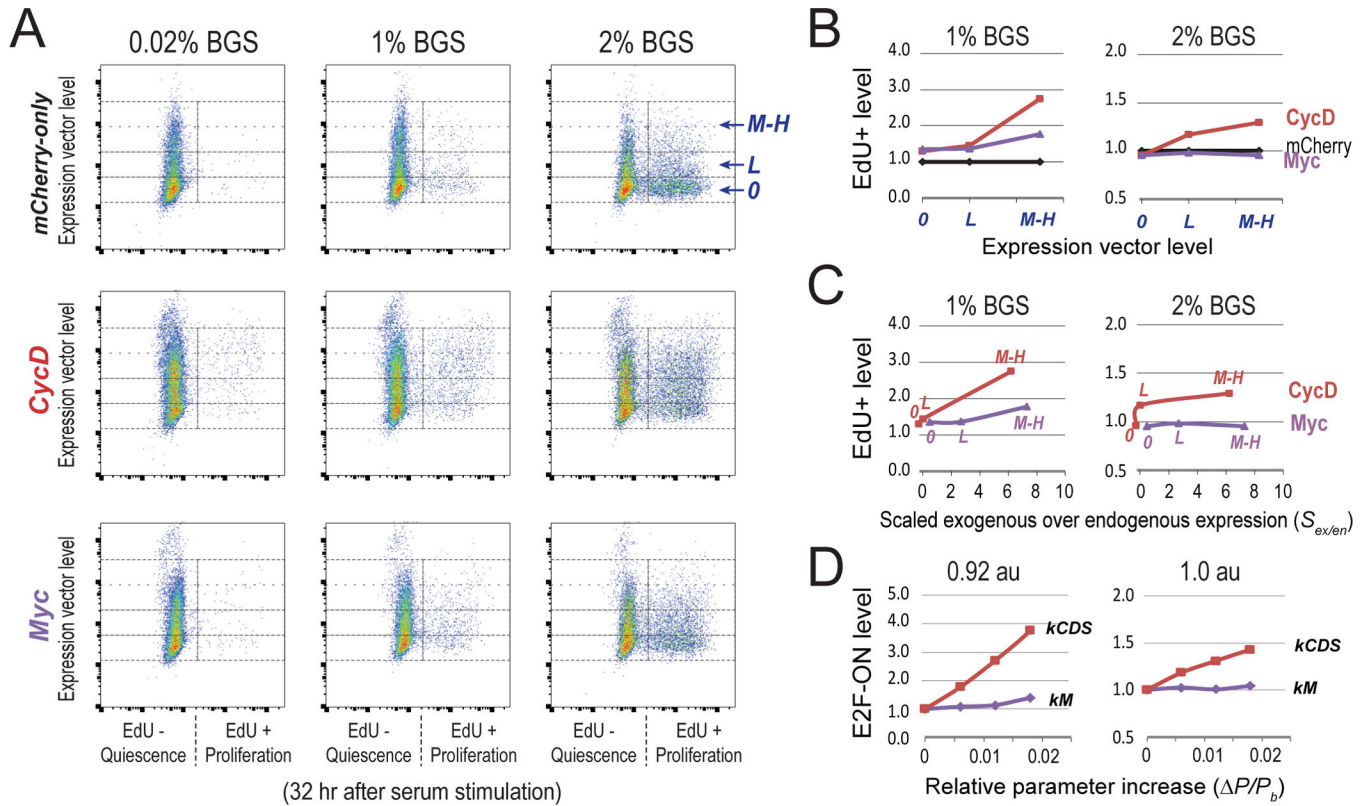 A
0.02% BGS
1% BGS
2% BGS
mCherry-only
Expression vector level
M-H
L
0
CycD
Expression vector level
Myc
Expression vector level
EdU -
Quiescence
EdU +
Proliferation
EdU -
Quiescence
EdU +
Proliferation
EdU -
Quiescence
EdU +
Proliferation
(32 hr after serum stimulation)
B
1% BGS
2% BGS
EdU+ level
4.0
3.0
2.0
1.0
0.0
2.0
1.5
1.0
0.5
CycD
mCherry
Myc
0 L M-H
0 L M-H
Expression vector level
C
1% BGS
2% BGS
EdU+ level
4.0
3.0
2.0
1.0
0.0
M-H
0 L
0 L M-H
2.0
1.5
1.0
0.5
L M-H
0
0 L M-H
CycD
Myc
0 2 4 6 8 10
0 2 4 6 8 10
Scaled exogenous over endogenous expression (S ex/en)
D
0.92 au
1.0 au
E2F-ON level
5.0
4.0
3.0
2.0
1.0
0.0
kCDS
kM
2.0
1.5
1.0
0.5
kCDS
kM
0 0.01 0.02
0 0.01 0.02
Relative parameter increase (ΔP/P b)